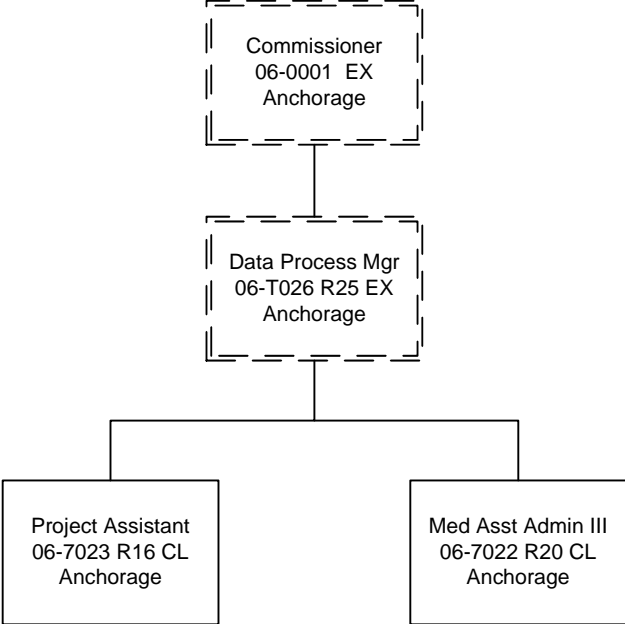 Commissioner
06-0001  EX
Anchorage
Data Process Mgr
06-T026 R25 EX
Anchorage
Project Assistant
06-7023 R16 CL
Anchorage
Med Asst Admin III
06-7022 R20 CL
Anchorage